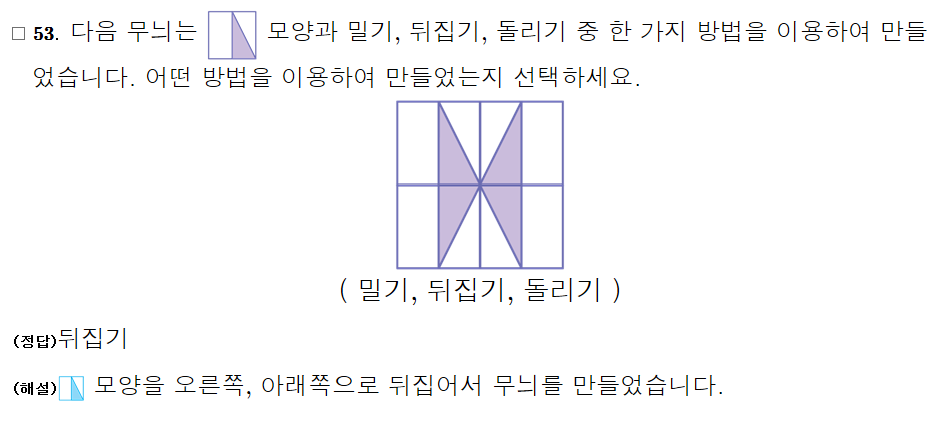 □ 53. 다음 무늬는 모양과 밀기, 뒤집기, 돌리기 중 한 가지 방법을 이용하여 만들
었습니다. 어떤 방법을 이용하여 만들었는지 선택하세요.
( 밀기, 뒤집기, 돌리기 )
(정답)뒤집기
(해설) 모양을 오른쪽, 아래쪽으로 뒤집어서 무늬를 만들었습니다.